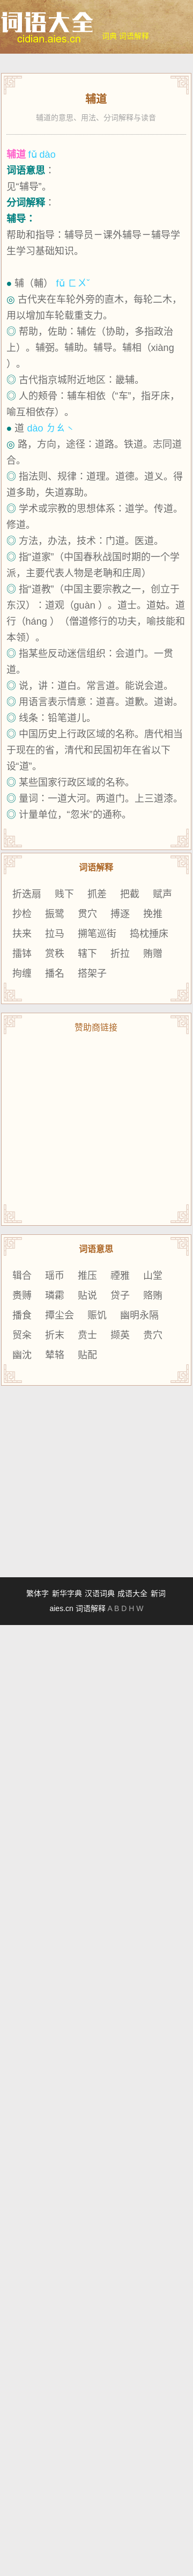 词语大全
cidian.aies.cn
词典 词语解释
辅道
辅道的意思、用法、分词解释与读音
辅道 fǔ dào
词语意思：
见“辅导”。
分词解释：
辅导：
帮助和指导：辅导员－课外辅导－辅导学
生学习基础知识。
● 辅（輔） fǔ ㄈㄨˇ
◎ 古代夹在车轮外旁的直木，每轮二木，
用以增加车轮载重支力。
◎ 帮助，佐助：辅佐（协助，多指政治
上）。辅弼。辅助。辅导。辅相（xiàng
）。
◎ 古代指京城附近地区：畿辅。
◎ 人的颊骨：辅车相依（“车”，指牙床，
喻互相依存）。
● 道 dào ㄉㄠˋ
◎ 路，方向，途径：道路。铁道。志同道
合。
◎ 指法则、规律：道理。道德。道义。得
道多助，失道寡助。
◎ 学术或宗教的思想体系：道学。传道。
修道。
◎ 方法，办法，技术：门道。医道。
◎ 指“道家”（中国春秋战国时期的一个学
派，主要代表人物是老聃和庄周）
◎ 指“道教”（中国主要宗教之一，创立于
东汉）：道观（guàn ）。道士。道姑。道
行（háng ）（僧道修行的功夫，喻技能和
本领）。
◎ 指某些反动迷信组织：会道门。一贯
道。
◎ 说，讲：道白。常言道。能说会道。
◎ 用语言表示情意：道喜。道歉。道谢。
◎ 线条：铅笔道儿。
◎ 中国历史上行政区域的名称。唐代相当
于现在的省，清代和民国初年在省以下
设“道”。
◎ 某些国家行政区域的名称。
◎ 量词：一道大河。两道门。上三道漆。
◎ 计量单位，“忽米”的通称。
词语解释
折选扇 贱下 抓差 把截 赋声
抄检 振鹭 贯穴 搏逐 挽推
扶来 拉马 搠笔巡街 捣枕捶床
擂钵 赏秩 辖下 折拉 贿赠
拘缠 播名 搭架子
赞助商链接
词语意思
辑合 瑶币 推压 禋雅 山堂
赉赙 璘霦 贴说 贷子 赂贿
播食 撢尘会 赈饥 幽明永隔
贸籴 折未 贲士 撷英 贵穴
幽沈 辇辂 贴配
繁体字 新华字典 汉语词典 成语大全 新词
aies.cn 词语解释 A B D H W